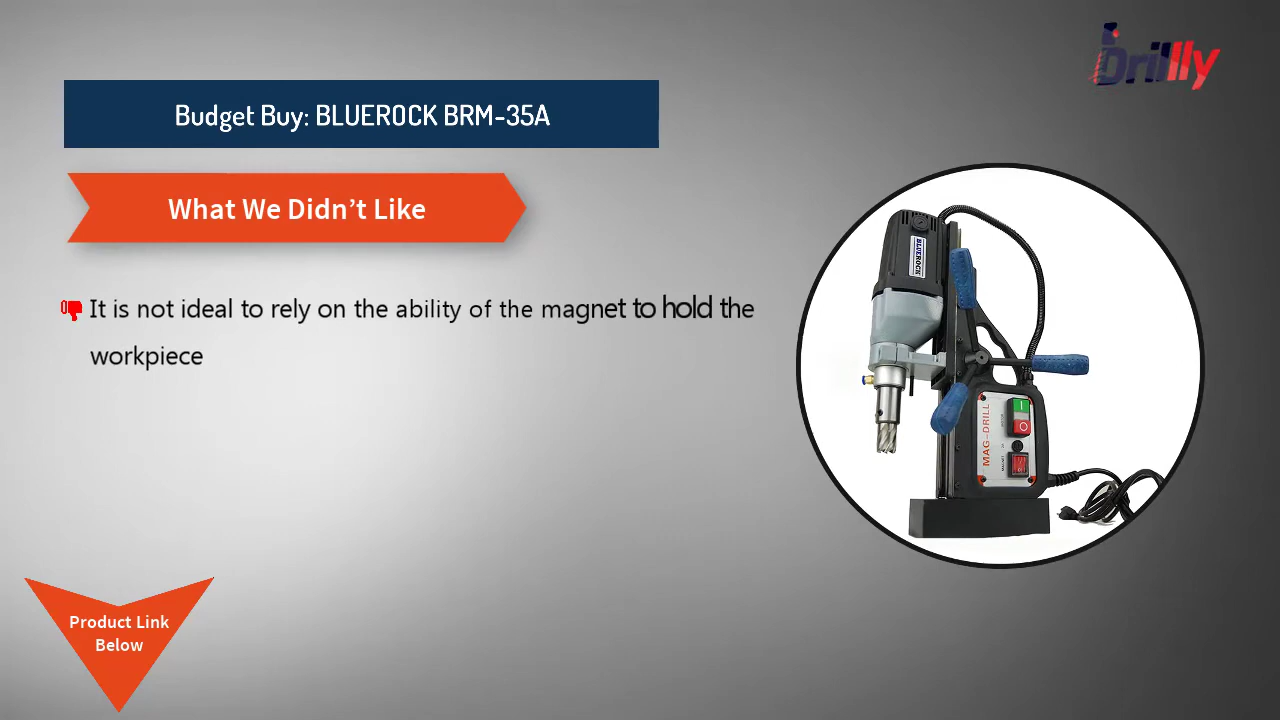 Drillly
Budget Buy: BLUEROCK BRM-35A
What We Didn't Like
It is not ideal to rely on the ability of the magnet to hold the
workpiece
BLUEROCK
MAG-DRILL
MAGNET
Product Link
Below